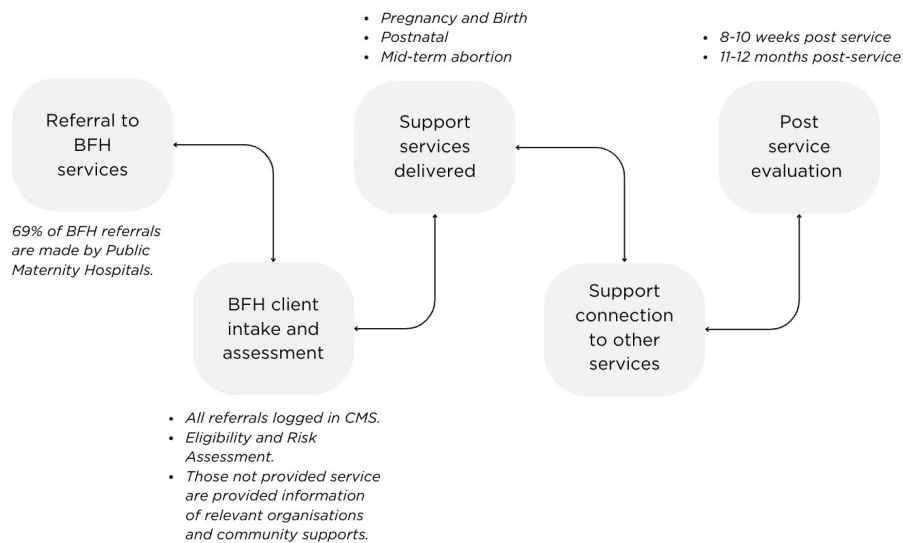 Referral to
BFH
services
69% of BFH referrals
are made by Public
Maternity Hospitals.
BFH client
intake and
assessment
• All referrals logged in CMS.
• Eligibility and Risk
Assessment.
• Those not provided service
are provided information
of relevant organisations
and community supports.
• Pregnancy and Birth
• Postnatal
• Mid-term abortion
Support
services
delivered
Support
connection
to other
services
• 8-10 weeks post service
• 11-12 months post-service
Post
service
evaluation